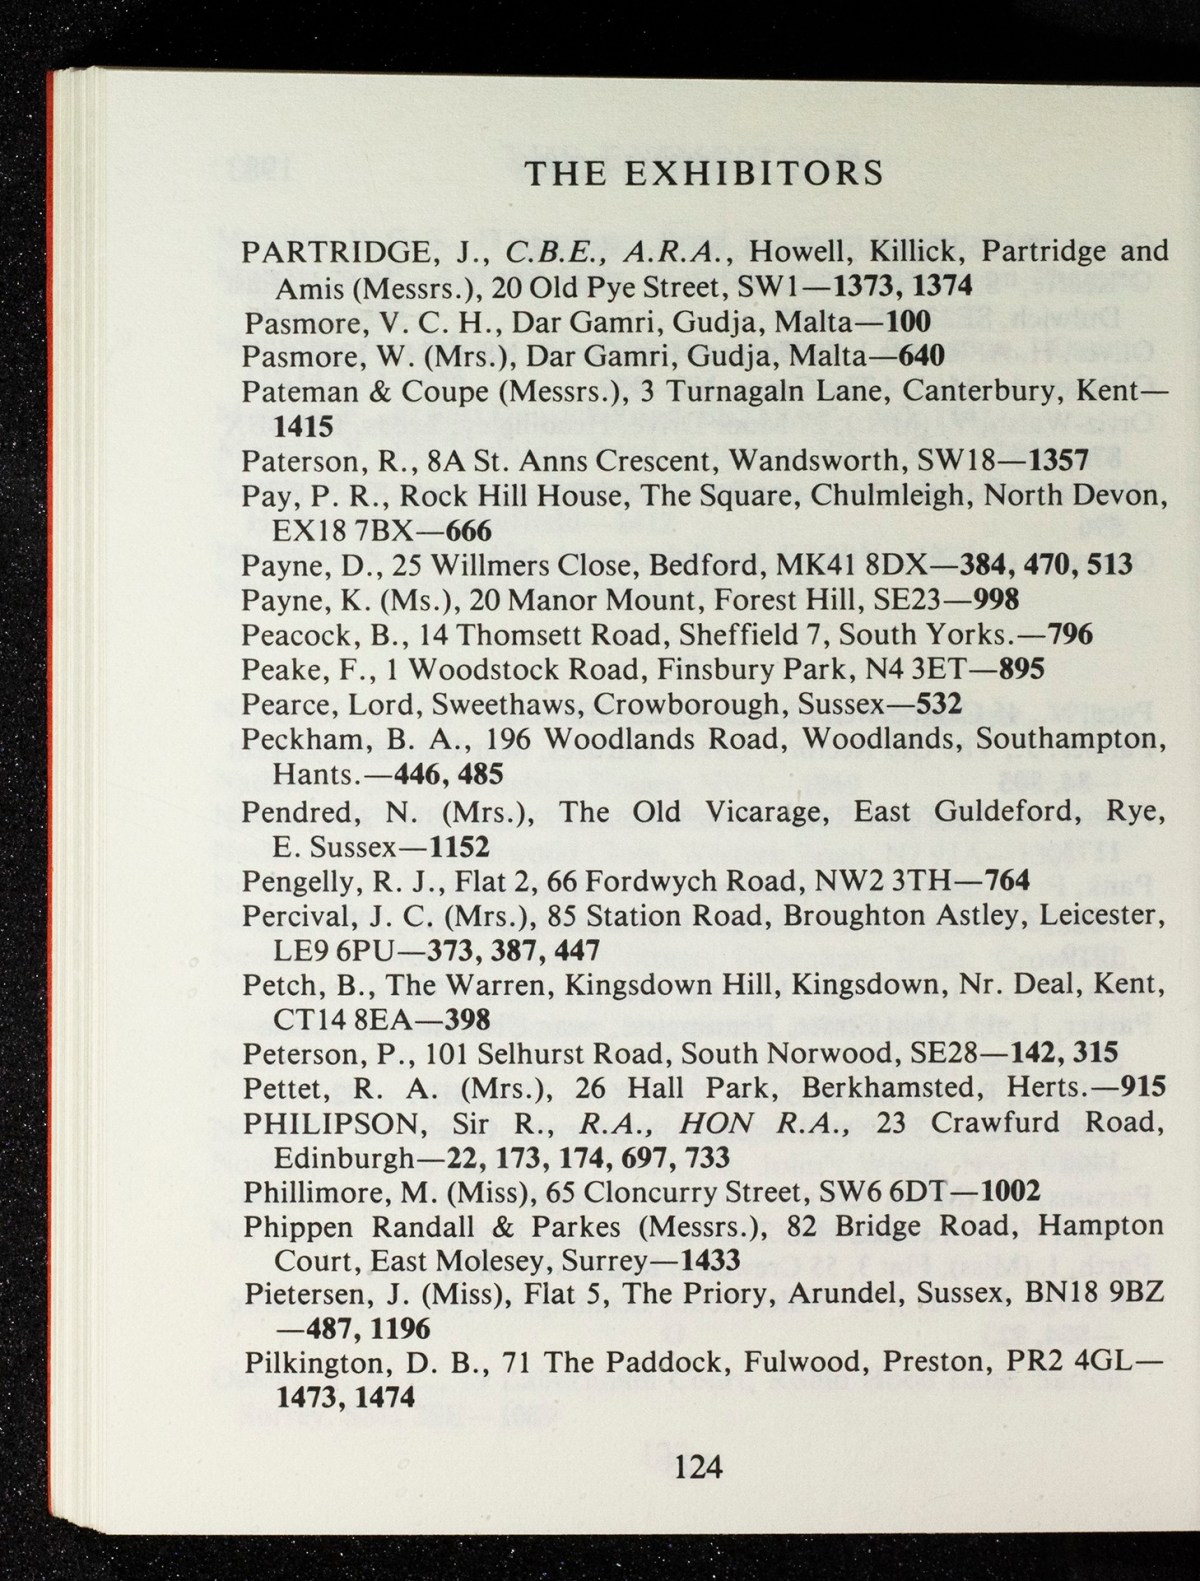 THE EXHIBITORS
PARTRIDGE, J., C.B.E., A.R.A., Howell, Killick, Partridge and
Amis (Messrs.), 20 Old Pye Street, SW1—1373, 1374
Pasmore, V. C. H., Dar Gamri, Gudja, Malta—100
Pasmore, W. (Mrs.), Dar Gamri, Gudja, Malta—640
Pateman & Coupe (Messrs.), 3 Turnagaln Lane, Canterbury, Kent—
1415
Paterson, R., 8A St. Anns Crescent, Wandsworth, SW18—1357
Pay, P. R., Rock Hill House, The Square, Chulmleigh, North Devon,
EX18 7BX—666
Payne, D., 25 Willmers Close, Bedford, MK41 8DX—384, 470, 513
Payne, K. (Ms.), 20 Manor Mount, Forest Hill, SE23—998
Peacock, B., 14 Thomsett Road, Sheffield 7, South Yorks.—796
Peake, F., 1 Woodstock Road, Finsbury Park, N4 3ET—895
Pearce, Lord, Sweethaws, Crowborough, Sussex—532
Peckham, B. A., 196 Woodlands Road, Woodlands, Southampton,
Hants.—446, 485
Pendred, N. (Mrs.), The Old Vicarage, East Guldeford, Rye,
E. Sussex—1152
Pengelly, R. J., Flat 2, 66 Fordwych Road, NW2 3TH—764
Percival, J. C. (Mrs.), 85 Station Road, Broughton Astley, Leicester,
LE9 6PU—373, 387, 447
Petch, B., The Warren, Kingsdown Hill, Kingsdown, Nr. Deal, Kent,
CT14 8EA—398
Peterson, P., 101 Selhurst Road, South Norwood, SE28—142, 315
Pettet, R. A. (Mrs.), 26 Hall Park, Berkhamsted, Herts.—915
PHILIPSON, Sir R., R.A., HON R.A., 23 Crawfurd Road,
Edinburgh—22, 173, 174, 697, 733
Phillimore, M. (Miss), 65 Cloncurry Street, SW6 6DT—1002
Phippen Randall & Parkes (Messrs.), 82 Bridge Road, Hampton
Court, East Molesey, Surrey—1433
Pietersen, J. (Miss), Flat 5, The Priory, Arundel, Sussex, BN18 9BZ
—487, 1196
Pilkington, D. B., 71 The Paddock, Fulwood, Preston, PR2 4GL—
1473, 1474
124